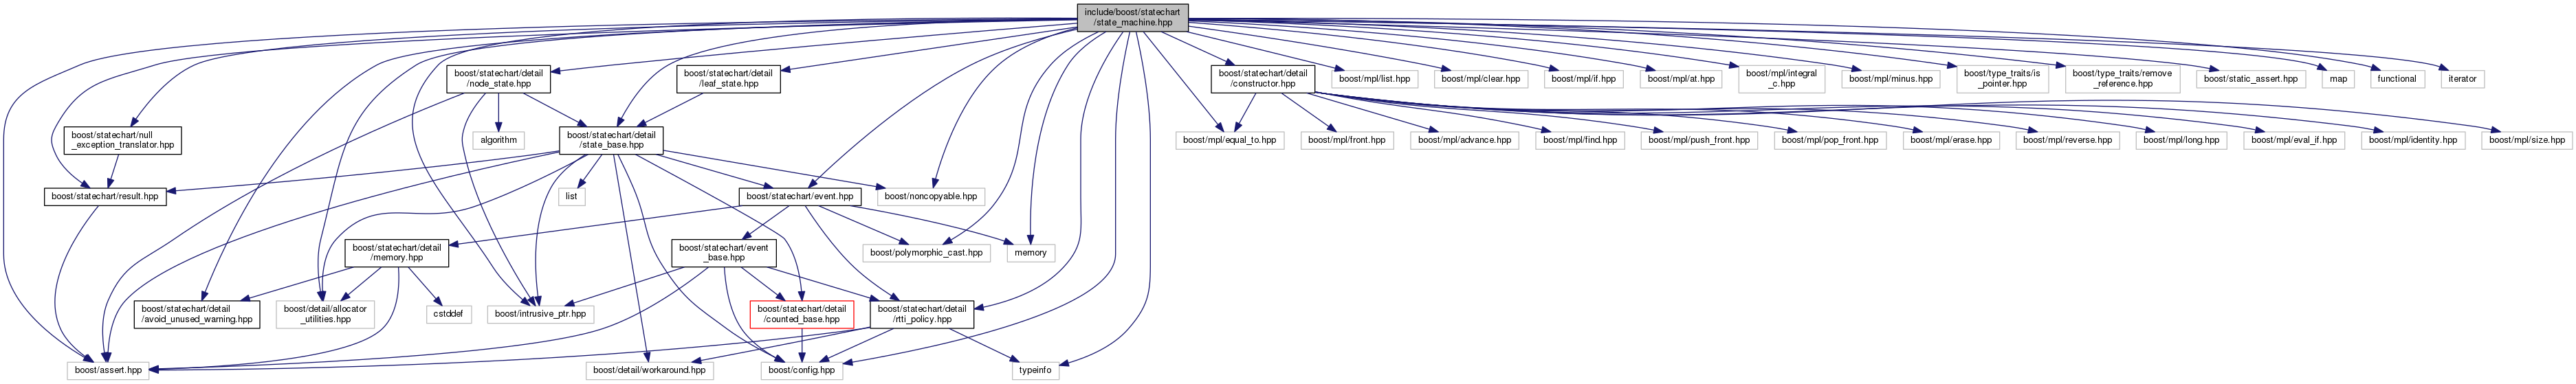 include/boost/statechart
/state_machine.hpp
boost/statechart/detail
/node_state.hpp
boost/statechart/detail
/leaf_state.hpp
boost/statechart/detail
/constructor.hpp
boost/mpl/list.hpp
boost/mpl/clear.hpp
boost/mpl/if.hpp
boost/mpl/at.hpp
boost/mpl/integral
_c.hpp
boost/mpl/minus.hpp
boost/type_traits/is
_pointer.hpp
boost/type_traits/remove
_reference.hpp
boost/static_assert.hpp
map
functional
iterator
boost/statechart/null
_exception_translator.hpp
algorithm
boost/statechart/detail
/state_base.hpp
boost/mpl/equal_to.hpp
boost/mpl/front.hpp
boost/mpl/advance.hpp
boost/mpl/find.hpp
boost/mpl/push_front.hpp
boost/mpl/pop_front.hpp
boost/mpl/erase.hpp
boost/mpl/reverse.hpp
boost/mpl/long.hpp
boost/mpl/eval_if.hpp
boost/mpl/identity.hpp
boost/mpl/size.hpp
boost/statechart/result.hpp
list
boost/statechart/event.hpp
boost/noncopyable.hpp
boost/statechart/detail
/memory.hpp
boost/statechart/event
_base.hpp
boost/polymorphic_cast.hpp
memory
boost/statechart/detail
/avoid_unused_warning.hpp
boost/detail/allocator
_utilities.hpp
cstddef
boost/intrusive_ptr.hpp
boost/statechart/detail
/counted_base.hpp
boost/statechart/detail
/rtti_policy.hpp
boost/assert.hpp
boost/detail/workaround.hpp
boost/config.hpp
typeinfo